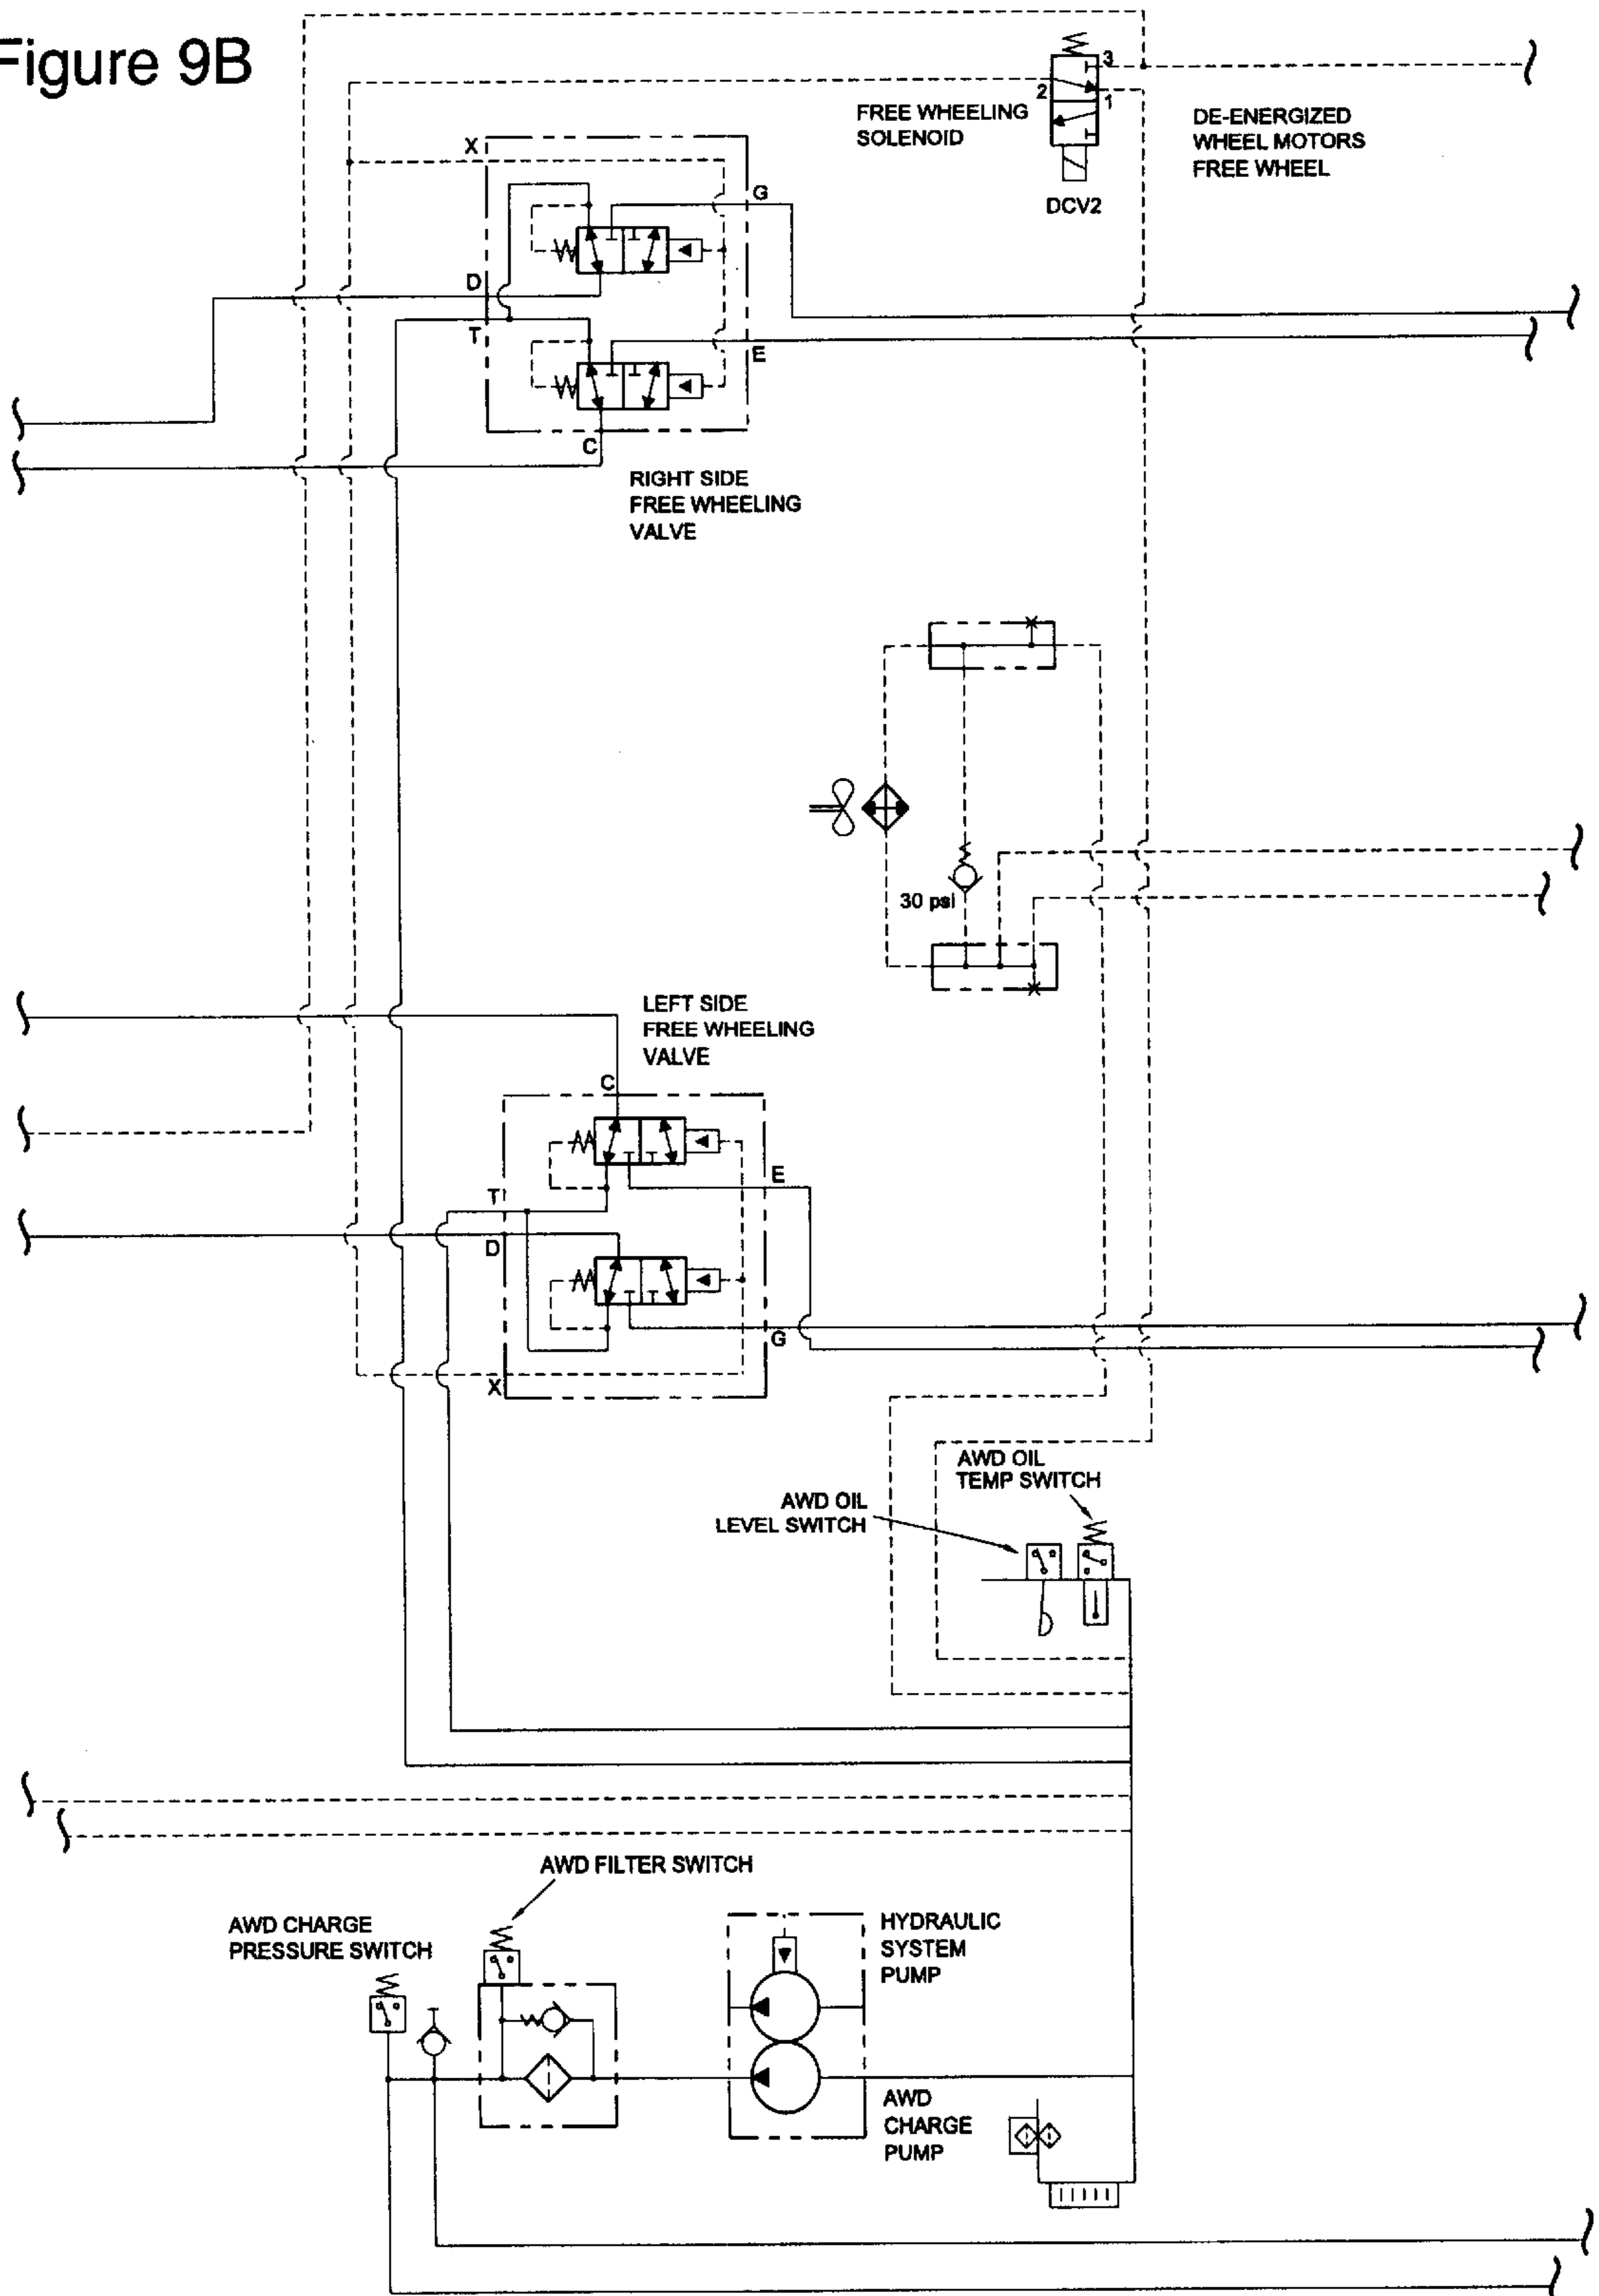 Figure 9B
3
2
1
FREE WHEELING
SOLENOID
DE-ENERGIZED
WHEEL MOTORS
FREE WHEEL
DCV2
X
G
D
T
E
C
RIGHT SIDE
FREE WHEELING
VALVE
30 psi
LEFT SIDE
FREE WHEELING
VALVE
C
E
T
D
G
X
AWD OIL
TEMP SWITCH
AWD OIL
LEVEL SWITCH
AWD FILTER SWITCH
AWD CHARGE
PRESSURE SWITCH
HYDRAULIC
SYSTEM
PUMP
AWD
CHARGE
PUMP